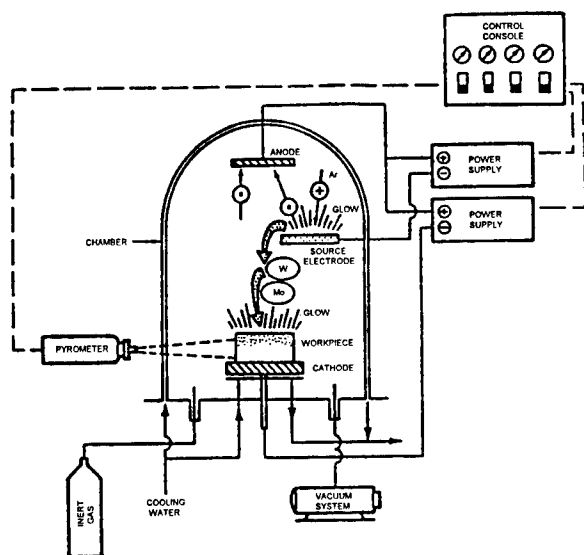 CONTROL
CONSOLE
ANODE
Ar
+
-
POWER
SUPPLY
GLOW
+
-
POWER
SUPPLY
CHAMBER
SOURCE
ELECTRODE
W
Mo
GLOW
PYROMETER
WORKPIECE
CATHODE
INERT
GAS
COOLING
WATER
VACUUM
SYSTEM